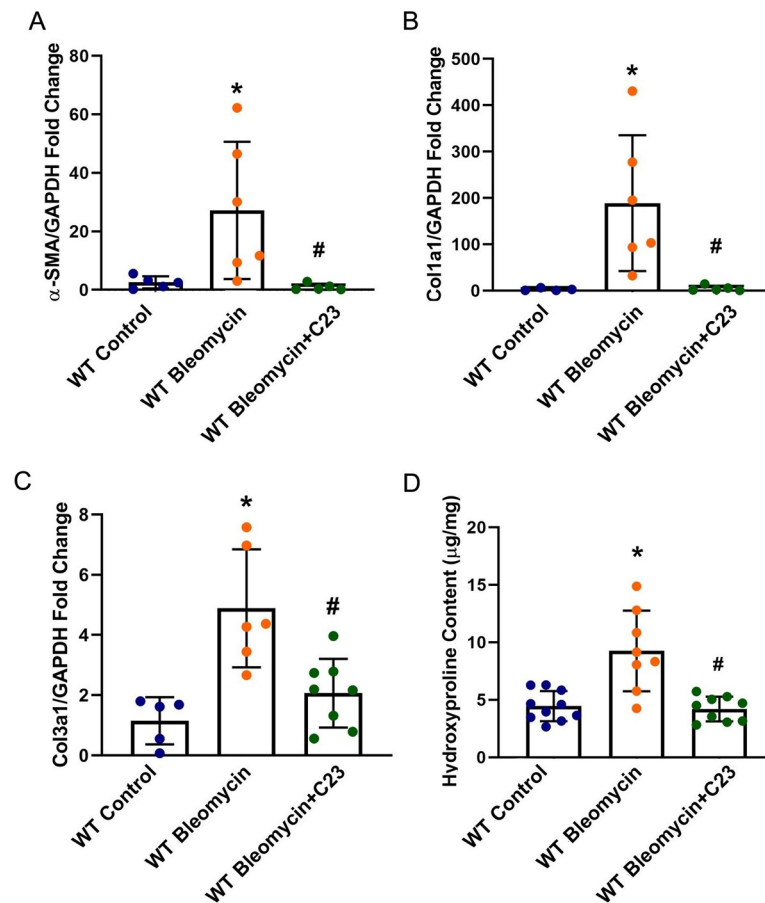 A
α-SMA/GAPDH Fold Change
80
60
40
20
0
*
#
WT Control
WT Bleomycin
WT Bleomycin+C23
B
Col1a1/GAPDH Fold Change
500
400
300
200
100
0
*
#
WT Control
WT Bleomycin
WT Bleomycin+C23
C
Col3a1/GAPDH Fold Change
8
6
4
2
0
*
#
WT Control
WT Bleomycin
WT Bleomycin+C23
D
Hydroxyproline Content (μg/mg)
20
15
10
5
0
*
#
WT Control
WT Bleomycin
WT Bleomycin+C23